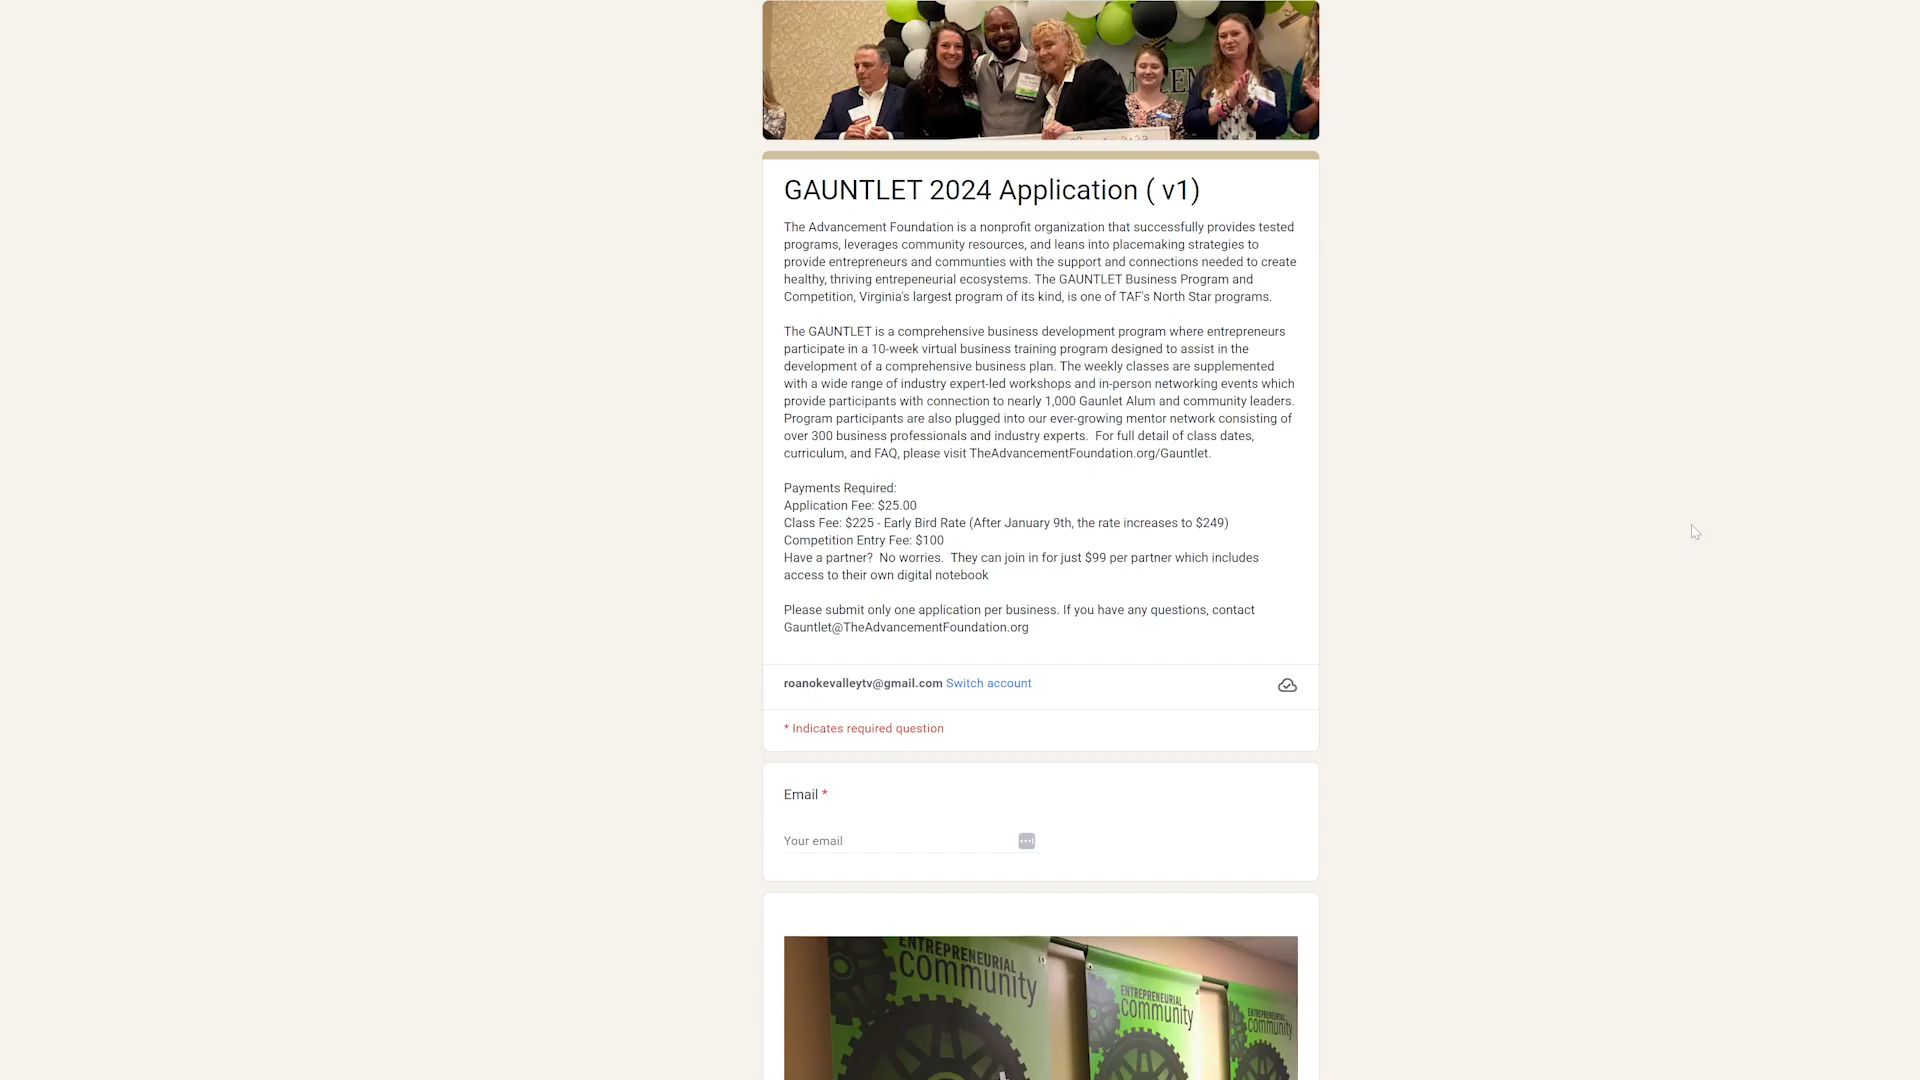 GAUNTLET 2024 Application ( v1)
The Advancement Foundation is a nonprofit organization that successfully provides tested
programs, leverages community resources, and leans into placemaking strategies to
provide entrepreneurs and communties with the support and connections needed to create
healthy, thriving entrepeneurial ecosystems. The GAUNTLET Business Program and
Competition, Virginia's largest program of its kind, is one of TAF's North Star programs.
The GAUNTLET is a comprehensive business development program where entrepreneurs
participate in a 10-week virtual business training program designed to assist in the
development of a comprehensive business plan. The weekly classes are supplemented
with a wide range of industry expert-led workshops and in-person networking events which
provide participants with connection to nearly 1,000 Gaunlet Alum and community leaders.
Program participants are also plugged into our ever-growing mentor network consisting of
over 300 business professionals and industry experts.  For full detail of class dates,
curriculum, and FAQ, please visit TheAdvancementFoundation.org/Gauntlet.
Payments Required:
Application Fee: $25.00
Class Fee: $225 - Early Bird Rate (After January 9th, the rate increases to $249)
Competition Entry Fee: $100
Have a partner?  No worries.  They can join in for just $99 per partner which includes
access to their own digital notebook
Please submit only one application per business. If you have any questions, contact
Gauntlet@TheAdvancementFoundation.org
roanokevalleytv@gmail.com Switch account
* Indicates required question
Email *
Your email
ENTREPRENEURIAL
community
ENTREPRENEURIAL
community
ENTREPRENEURIAL
community